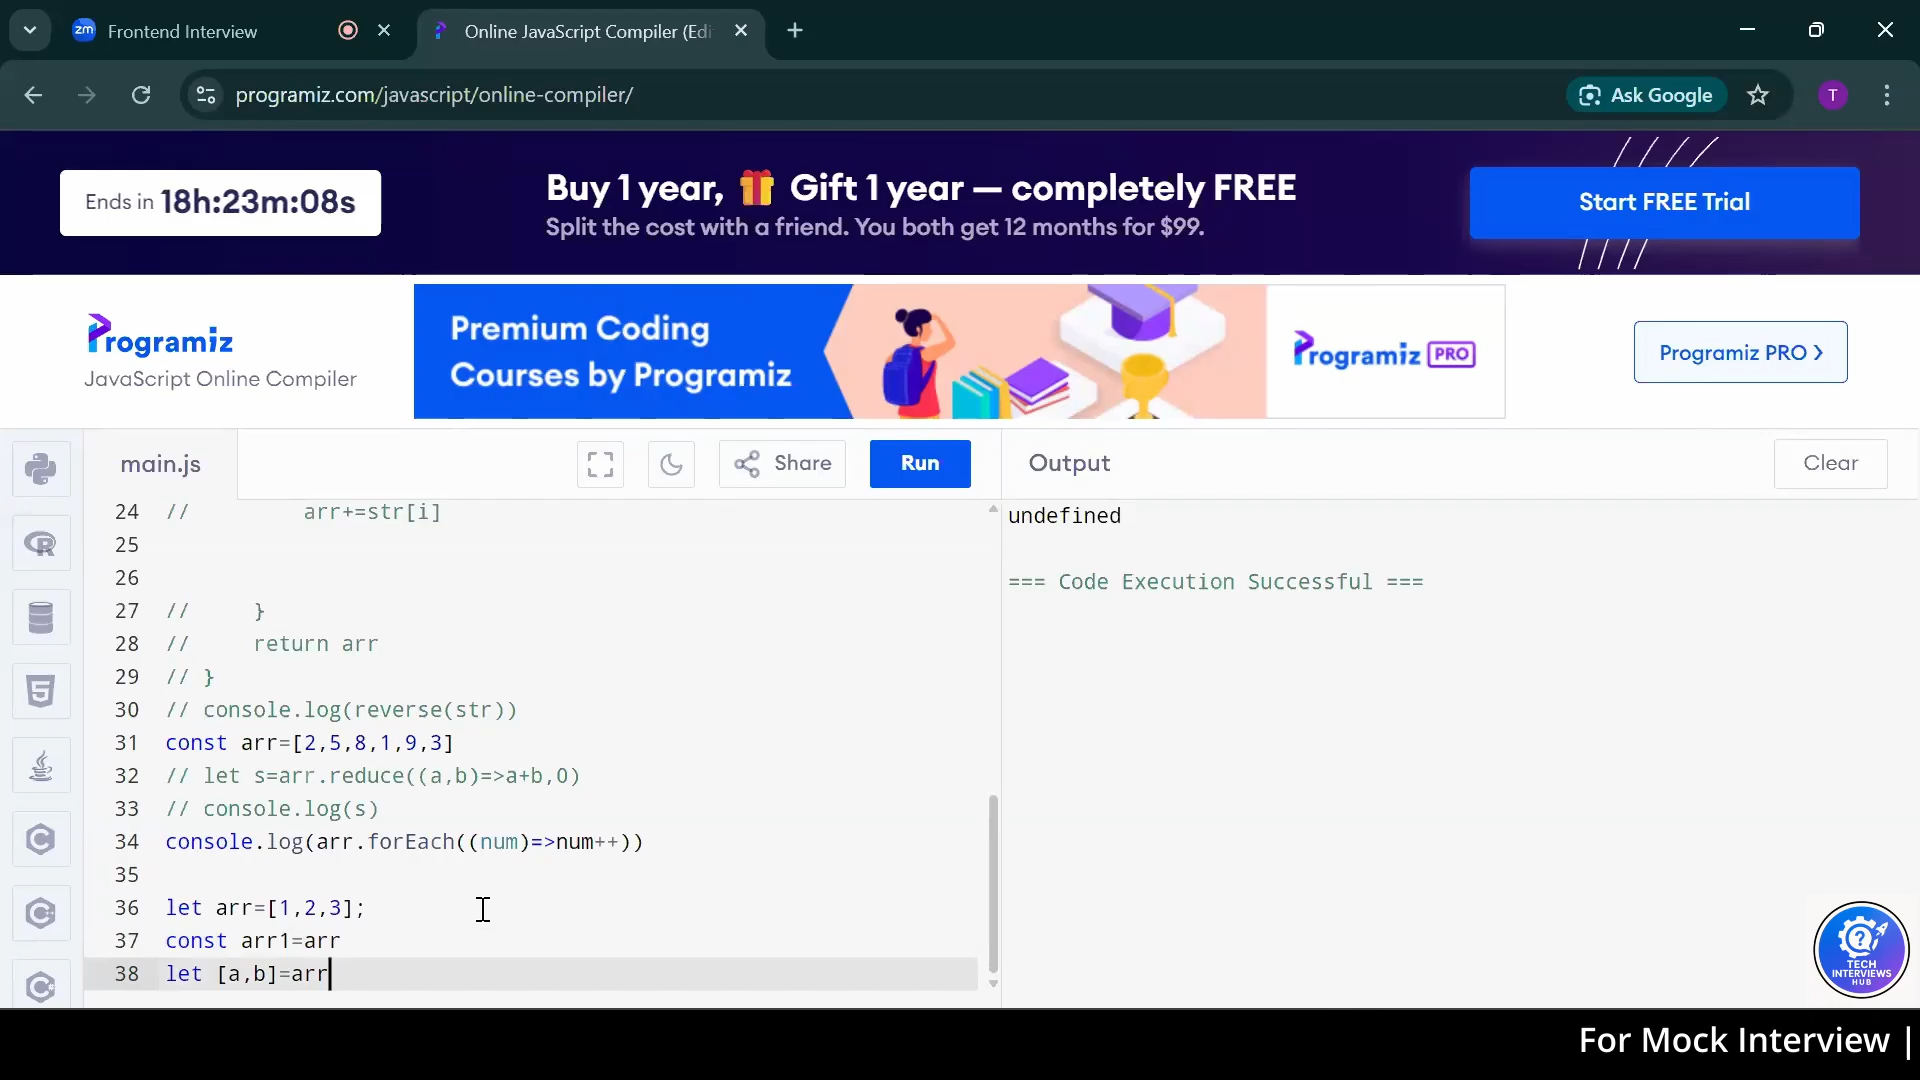 zm Frontend Interview
Online JavaScript Compiler (Edi
programiz.com/javascript/online-compiler/
Ask Google
T
Ends in 18h:23m:08s
Buy 1 year, 🎁 Gift 1 year — completely FREE
Split the cost with a friend. You both get 12 months for $99.
Start FREE Trial
Programiz
JavaScript Online Compiler
Premium Coding
Courses by Programiz
Programiz PRO
Programiz PRO ❯
main.js
Share
Run
Output
Clear
24 //         arr+=str[i]
25
26
27 //     }
28 //     return arr
29 // }
30 // console.log(reverse(str))
31 const arr=[2,5,8,1,9,3]
32 // let s=arr.reduce((a,b)=>a+b,0)
33 // console.log(s)
34 console.log(arr.forEach((num)=>num++))
35
36 let arr=[1,2,3];
37 const arr1=arr
38 let [a,b]=arr
undefined
=== Code Execution Successful ===
TECH
INTERVIEWS
HUB
For Mock Interview |